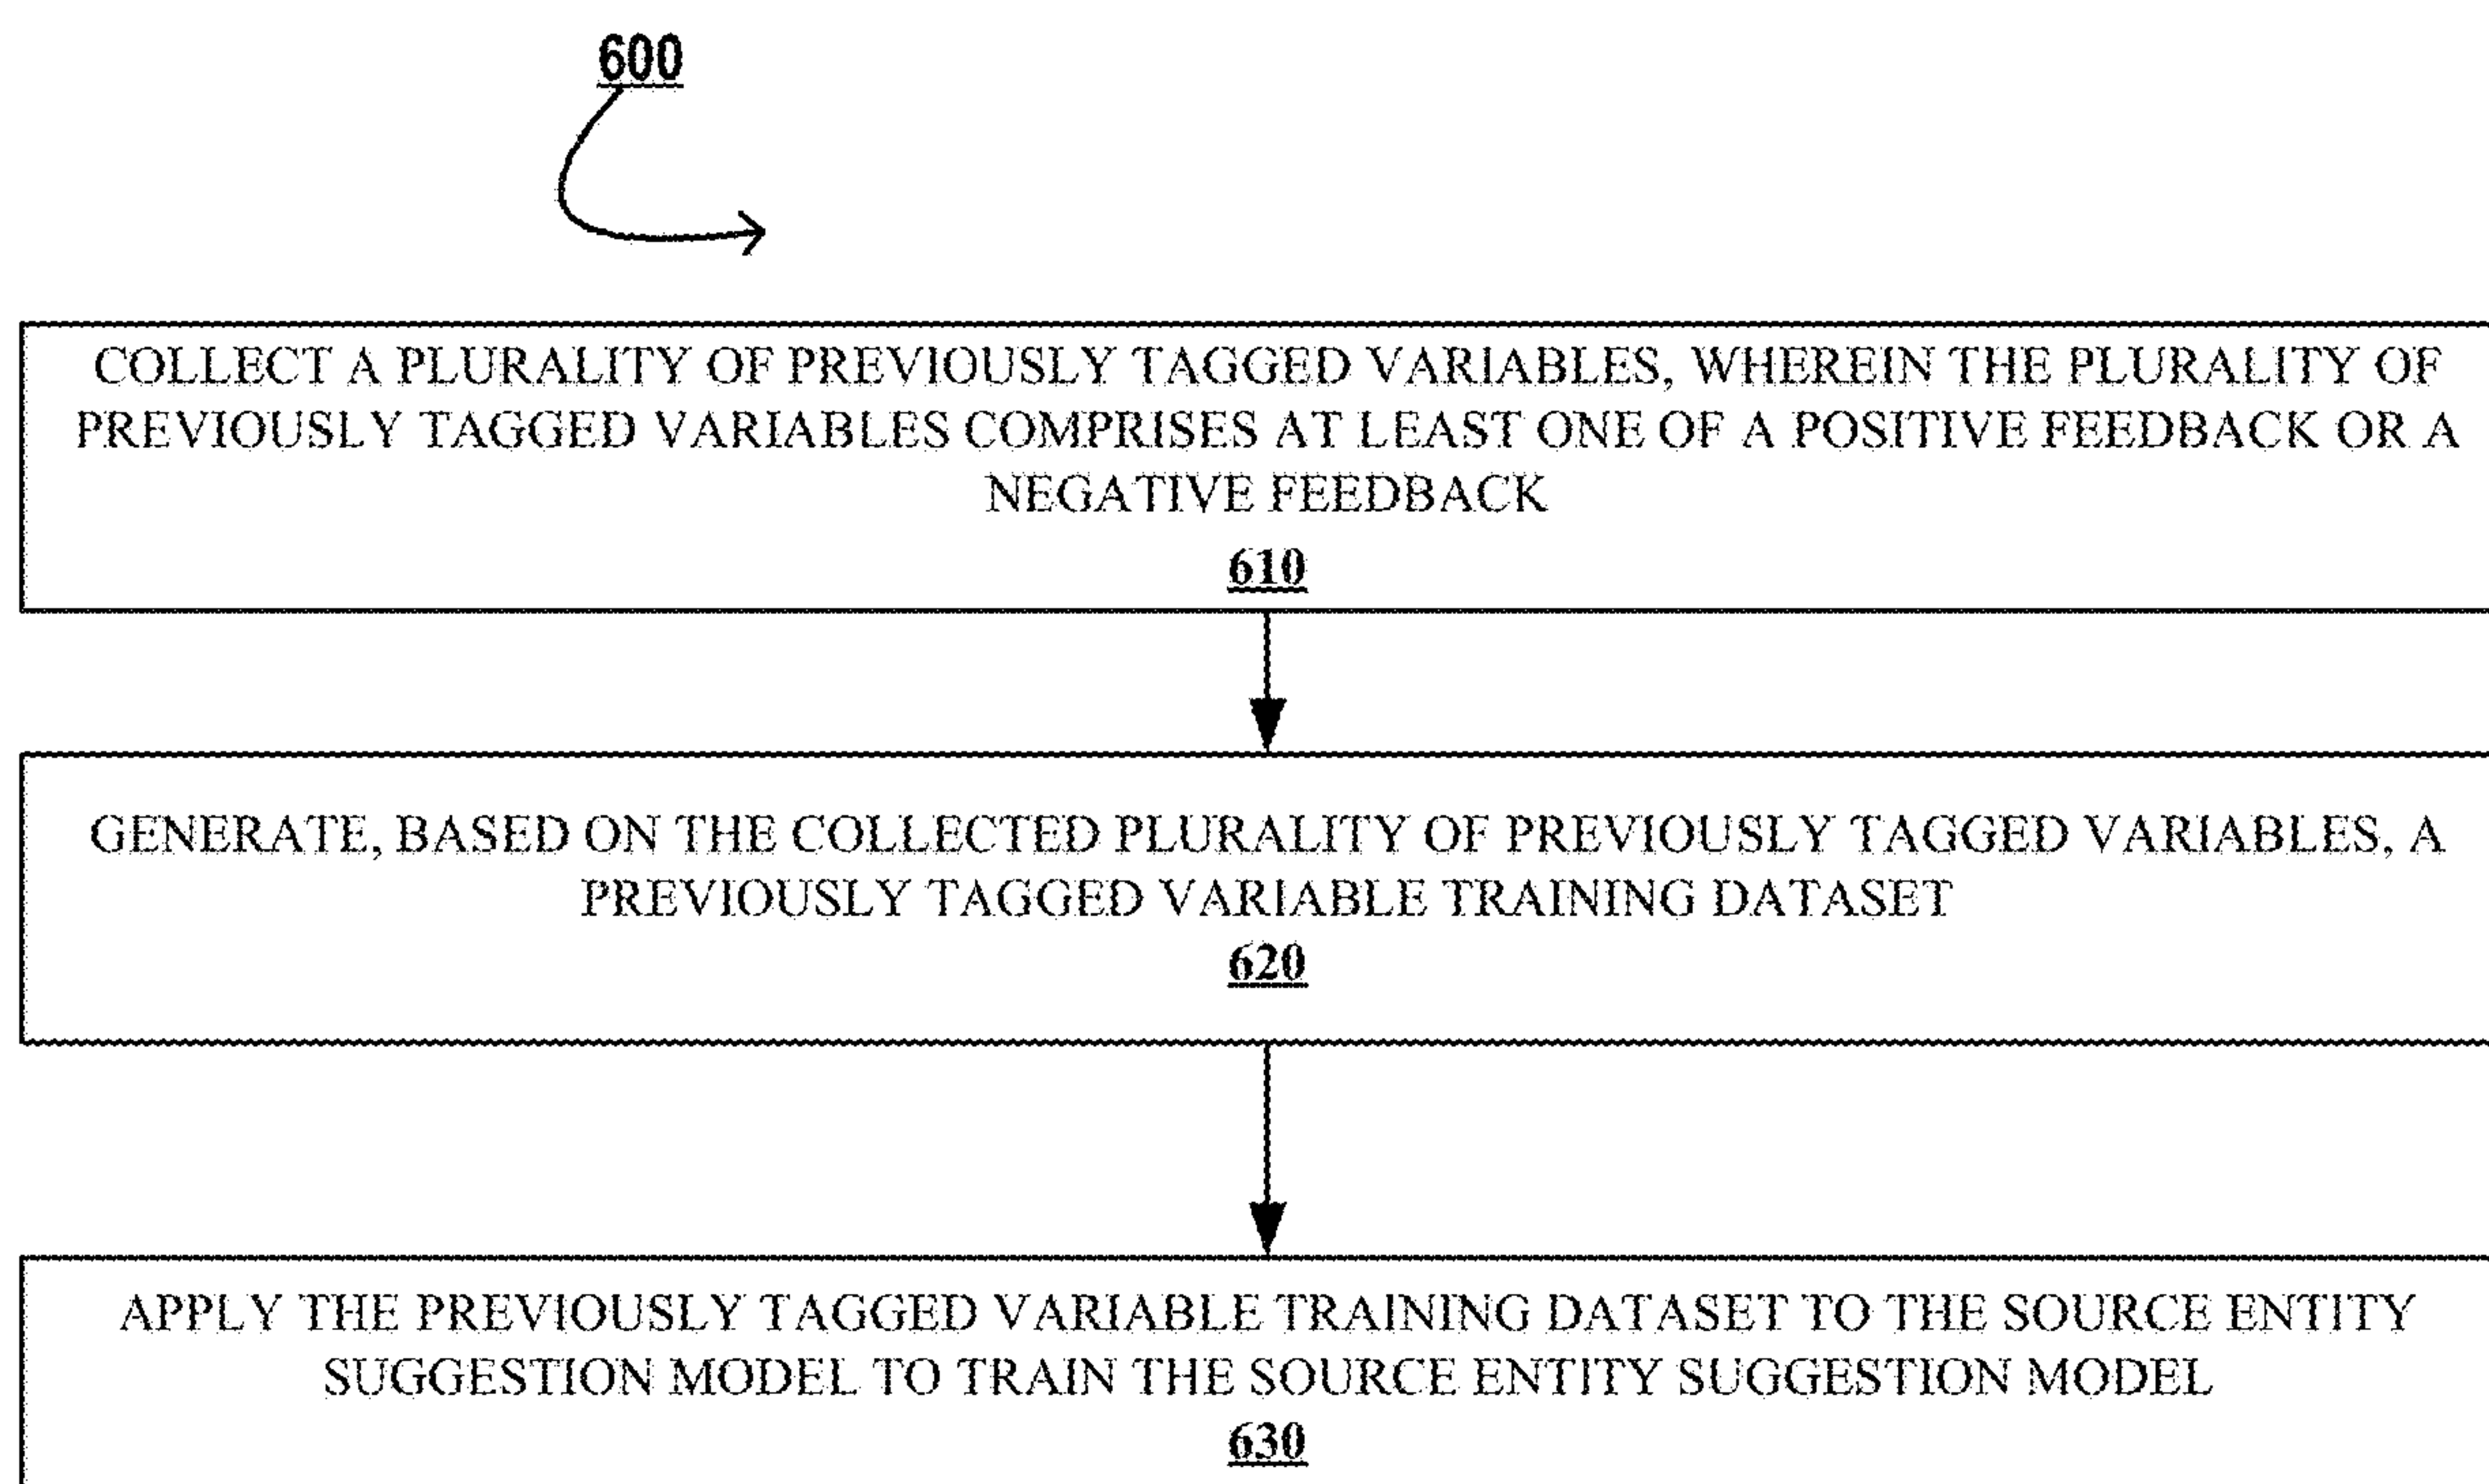 600
COLLECT A PLURALITY OF PREVIOUSLY TAGGED VARIABLES, WHEREIN THE PLURALITY OF
PREVIOUSLY TAGGED VARIABLES COMPRISES AT LEAST ONE OF A POSITIVE FEEDBACK OR A
NEGATIVE FEEDBACK
610
GENERATE, BASED ON THE COLLECTED PLURALITY OF PREVIOUSLY TAGGED VARIABLES, A
PREVIOUSLY TAGGED VARIABLE TRAINING DATASET
620
APPLY THE PREVIOUSLY TAGGED VARIABLE TRAINING DATASET TO THE SOURCE ENTITY
SUGGESTION MODEL TO TRAIN THE SOURCE ENTITY SUGGESTION MODEL
630